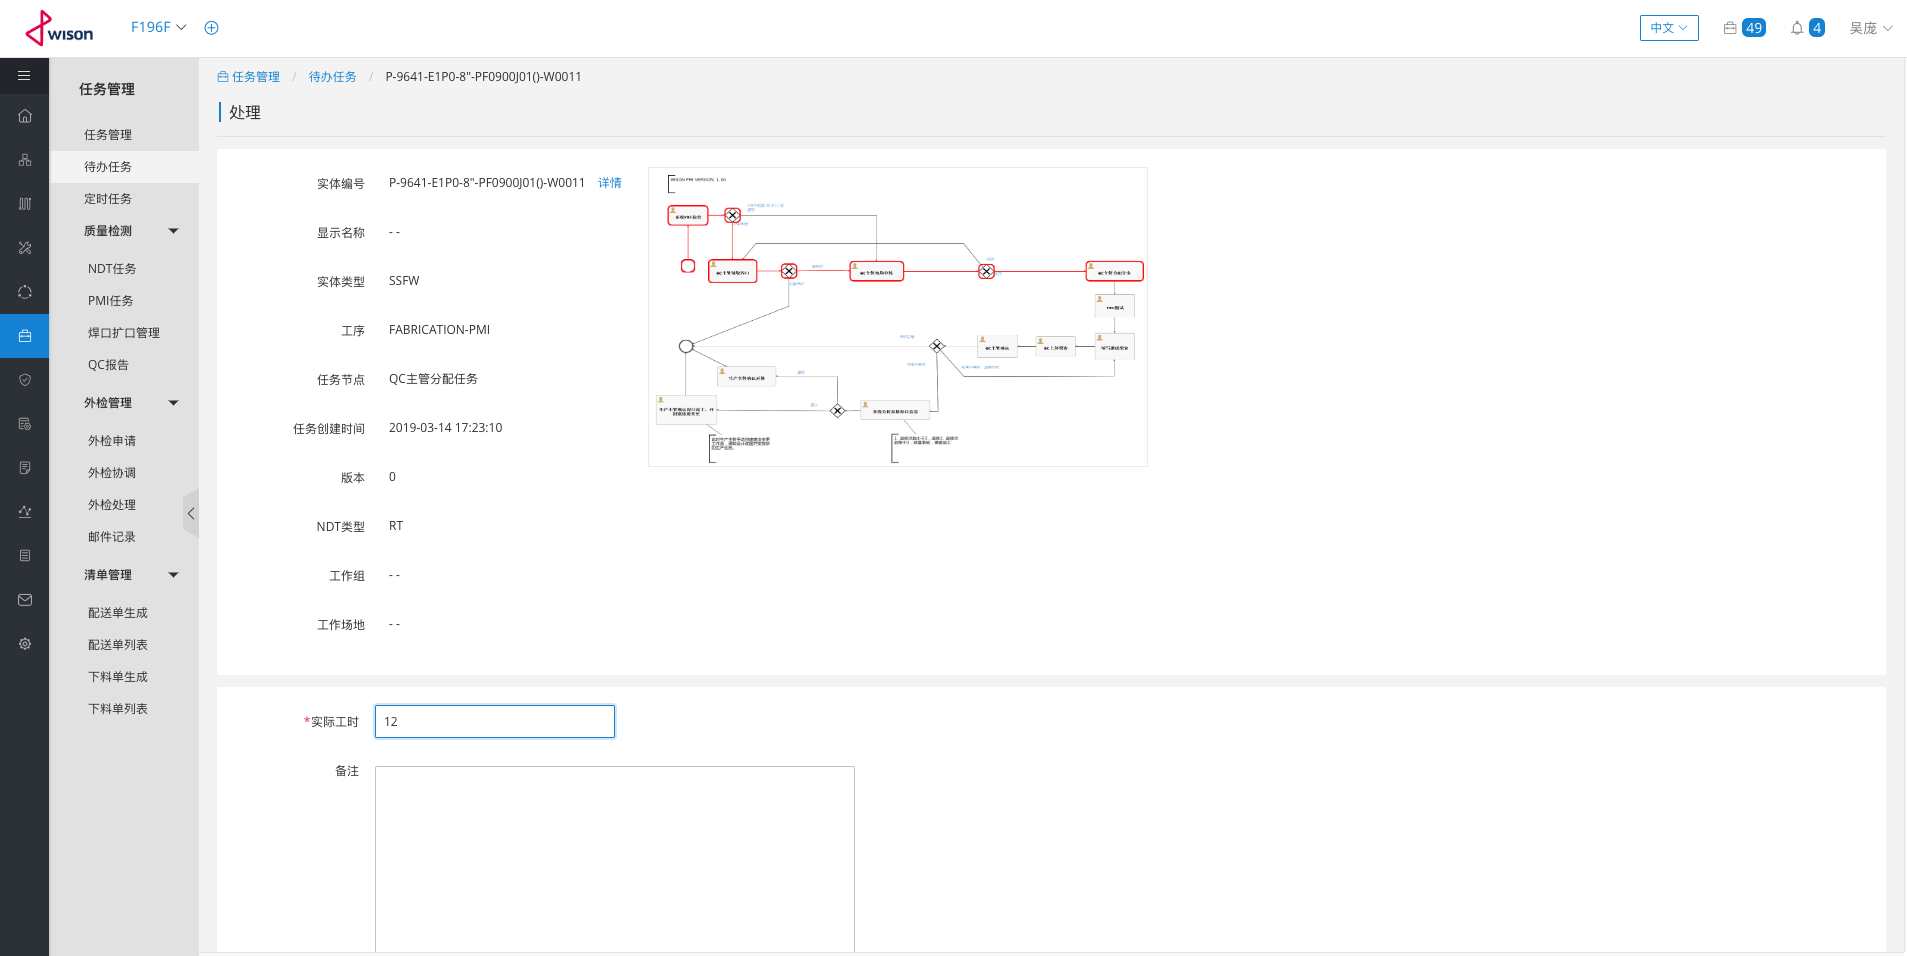 wison
F196F
中文
49
4
吴庞
任务管理 / 待办任务 / P-9641-E1P0-8"-PF0900J01()-W0011
处理
任务管理
任务管理
待办任务
定时任务
质量检测
NDT任务
PMI任务
焊口扩口管理
QC报告
外检管理
外检申请
外检协调
外检处理
邮件记录
清单管理
配送单生成
配送单列表
下料单生成
下料单列表
实体编号 P-9641-E1P0-8"-PF0900J01()-W0011 详情
显示名称 - -
实体类型 SSFW
工序 FABRICATION-PMI
任务节点 QC主管分配任务
任务创建时间 2019-03-14 17:23:10
版本 0
NDT类型 RT
工作组 - -
工作场地 - -
WISON PMI VERSION 1.00
*实际工时 12
备注